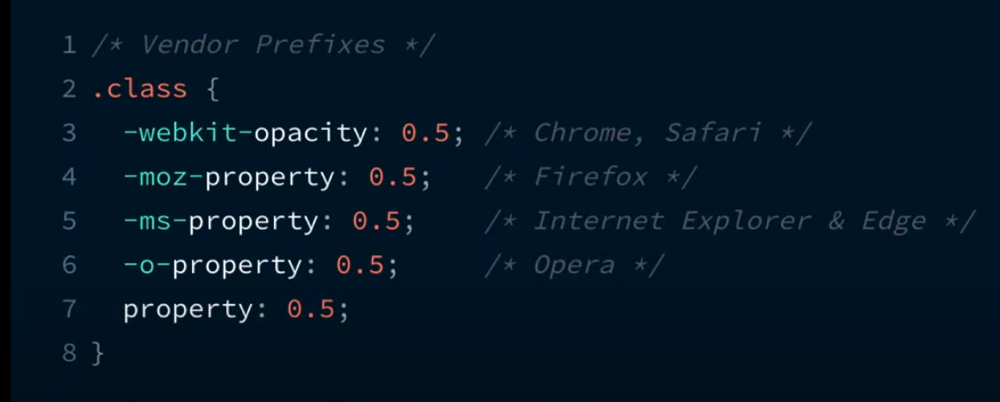 1 /* Vendor Prefixes */
2 .class {
3   -webkit-opacity: 0.5; /* Chrome, Safari */
4   -moz-property: 0.5;   /* Firefox */
5   -ms-property: 0.5;    /* Internet Explorer & Edge */
6   -o-property: 0.5;     /* Opera */
7   property: 0.5;
8 }